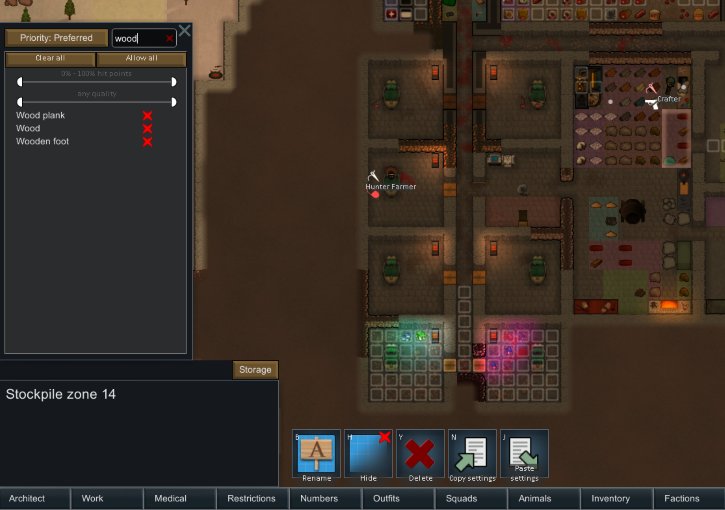 Priority: Preferred
wood
Clear all
Allow all
0% - 100% hit points
any quality
Wood plank
Wood
Wooden foot
Crafter
Hunter Farmer
Storage
Stockpile zone 14
B
H
Y
N
J
Rename
Hide
Delete
Copy settings
Paste settings
Architect
Work
Medical
Restrictions
Numbers
Outfits
Squads
Animals
Inventory
Factions